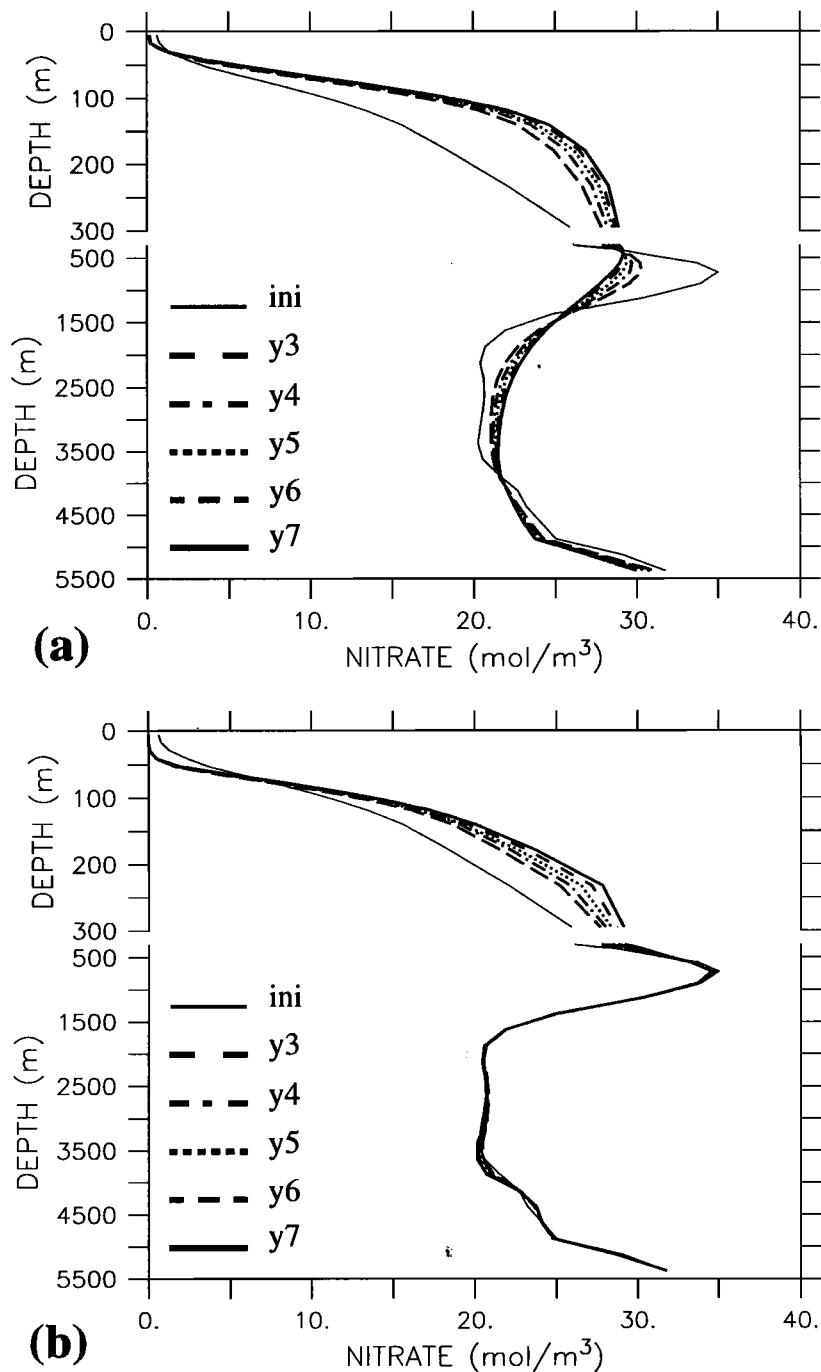 0
100
200
300
DEPTH (m)
500
1500
2500
3500
4500
5500
DEPTH (m)
ini
y3
y4
y5
y6
y7
0. 10. 20. 30. 40.
(a) NITRATE (mol/m³)
0
100
200
300
DEPTH (m)
500
1500
2500
3500
4500
5500
DEPTH (m)
ini
y3
y4
y5
y6
y7
0. 10. 20. 30. 40.
(b) NITRATE (mol/m³)